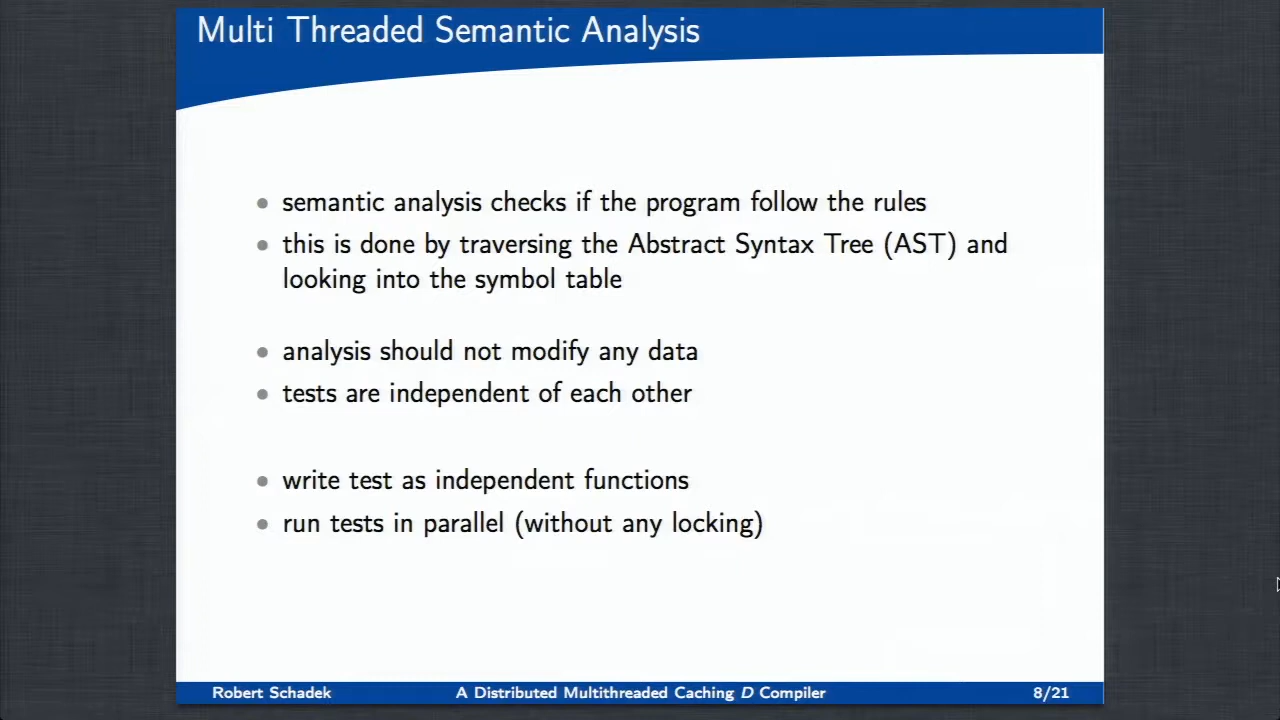 Multi Threaded Semantic Analysis
semantic analysis checks if the program follow the rules
this is done by traversing the Abstract Syntax Tree (AST) and
looking into the symbol table
analysis should not modify any data
tests are independent of each other
write test as independent functions
run tests in parallel (without any locking)
Robert Schadek A Distributed Multithreaded Caching D Compiler 8/21